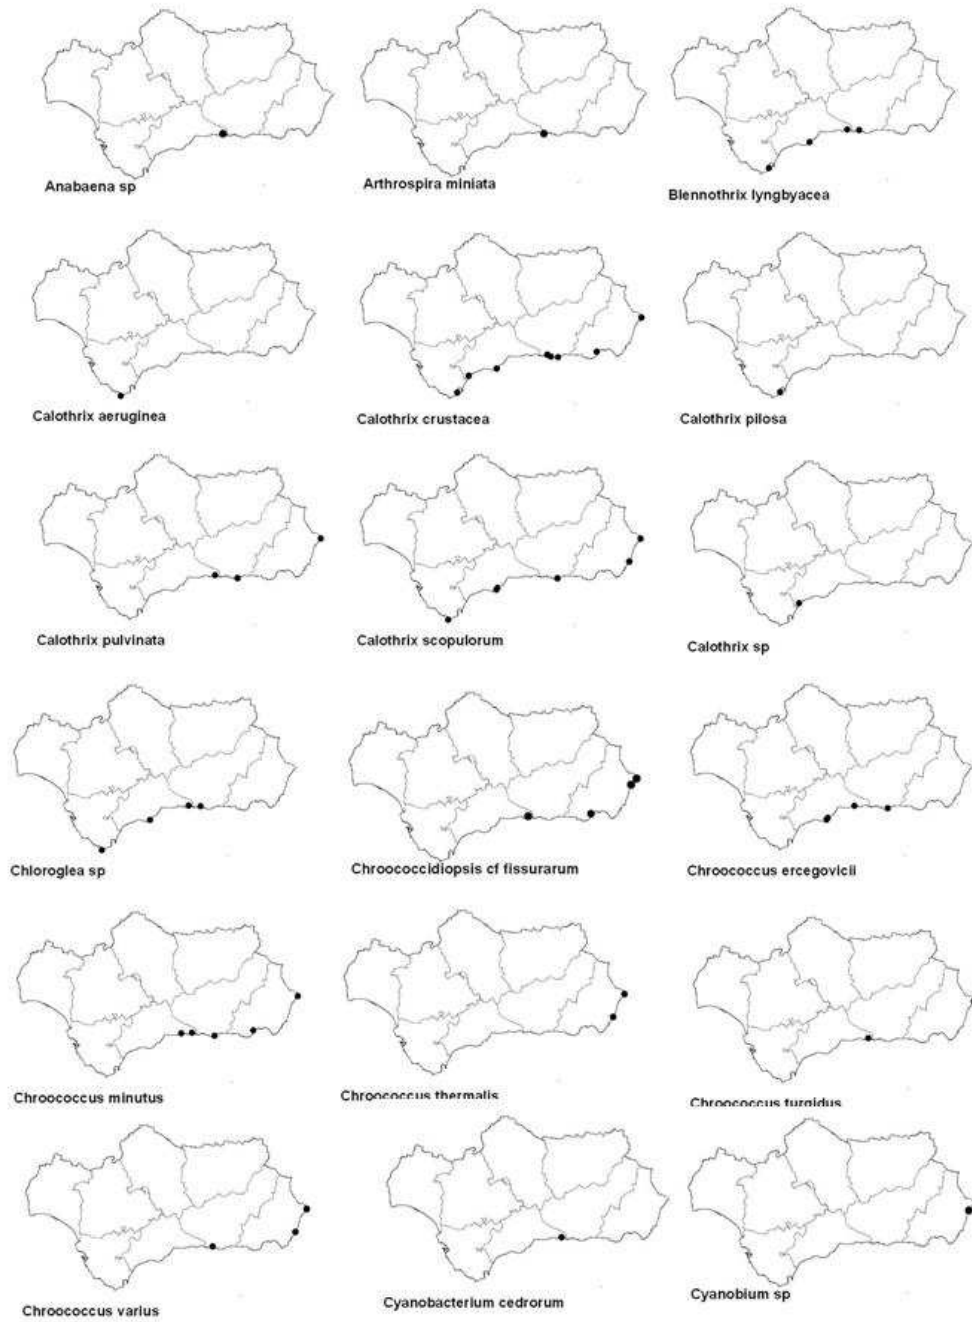 Anabaena sp
Arthrospira miniata
Blennothrix lyngbyacea
Calothrix aeruginea
Calothrix crustacea
Calothrix pilosa
Calothrix pulvinata
Calothrix scopulorum
Calothrix sp
Chloroglea sp
Chroococcidiopsis cf fissurarum
Chroococcus ercegovicii
Chroococcus minutus
Chroococcus thermalis
Chroococcus turgidus
Chroococcus varius
Cyanobacterium cedrorum
Cyanobium sp